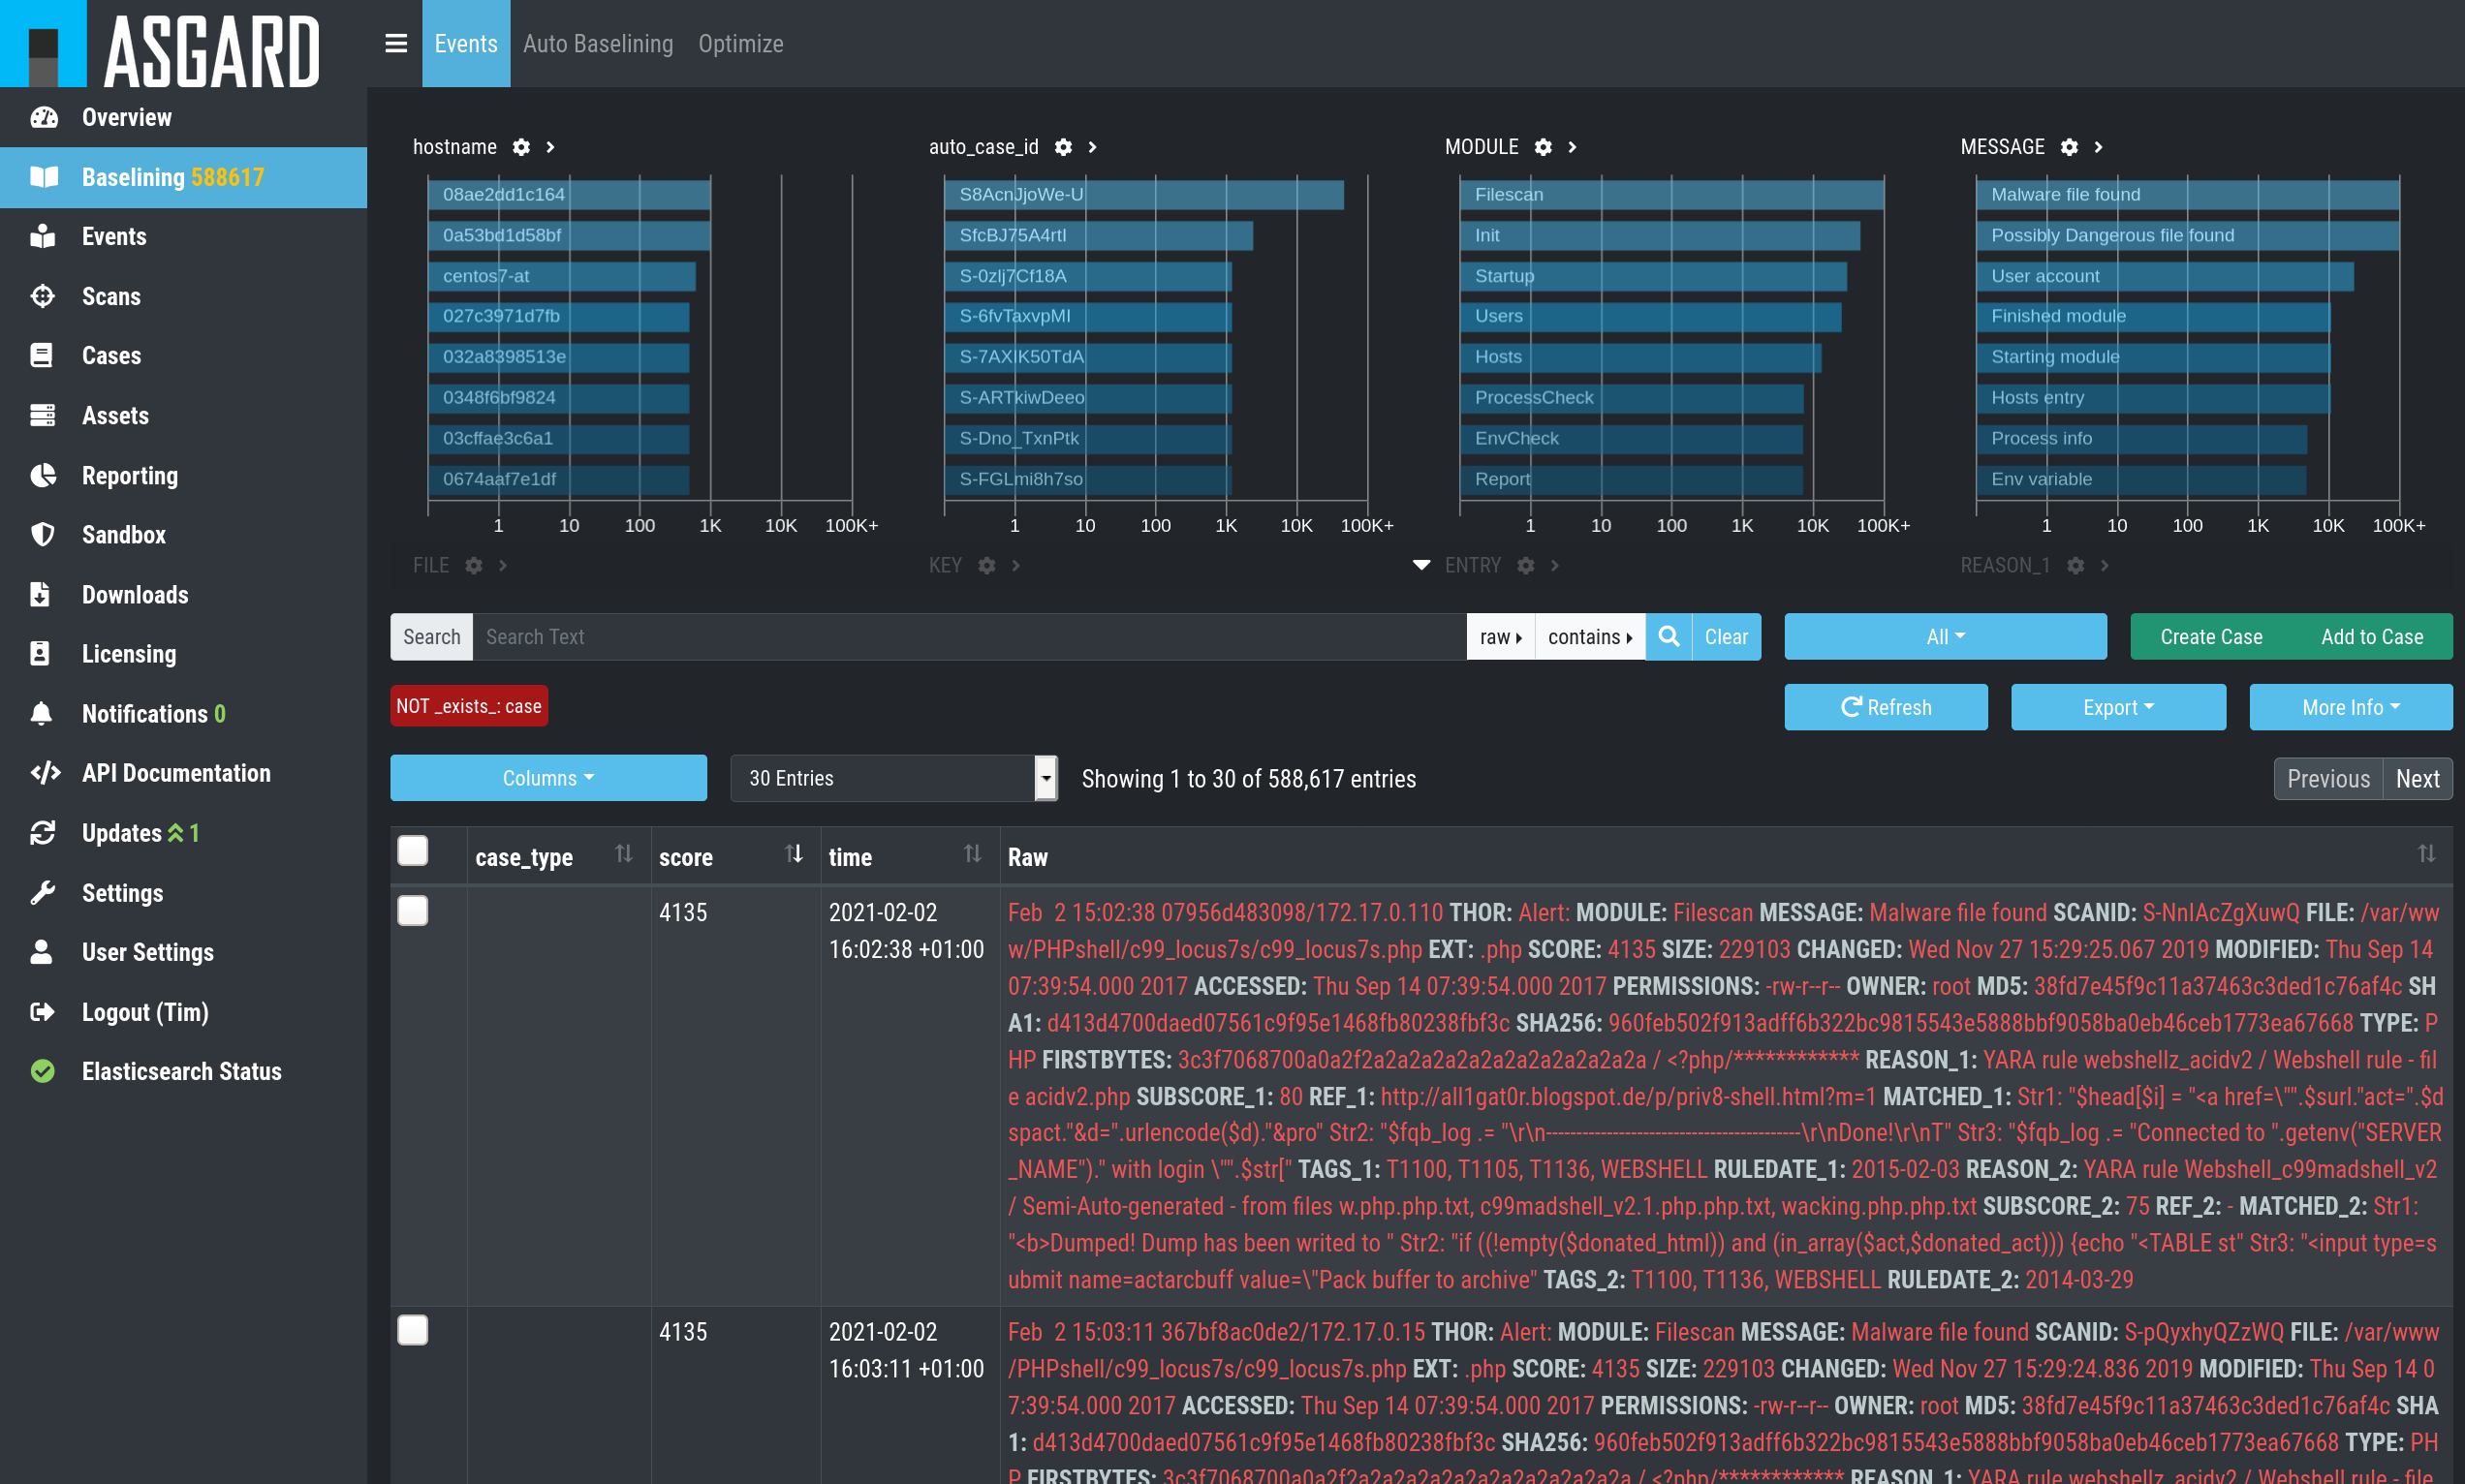 ASGARD
Events Auto Baselining Optimize
Overview
Baselining 588617
Events
Scans
Cases
Assets
Reporting
Sandbox
Downloads
Licensing
Notifications 0
API Documentation
Updates 1
Settings
User Settings
Logout (Tim)
Elasticsearch Status
hostname
08ae2dd1c164
0a53bd1d58bf
centos7-at
027c3971d7fb
032a8398513e
0348f6bf9824
03cffae3c6a1
0674aaf7e1df
1 10 100 1K 10K 100K+
auto_case_id
S8AcnJjoWe-U
SfcBJ75A4rtI
S-0zlj7Cf18A
S-6fvTaxvpMI
S-7AXIK50TdA
S-ARTkiwDeeo
S-Dno_TxnPtk
S-FGLmi8h7so
1 10 100 1K 10K 100K+
MODULE
Filescan
Init
Startup
Users
Hosts
ProcessCheck
EnvCheck
Report
1 10 100 1K 10K 100K+
MESSAGE
Malware file found
Possibly Dangerous file found
User account
Finished module
Starting module
Hosts entry
Process info
Env variable
1 10 100 1K 10K 100K+
FILE KEY ENTRY REASON_1
Search Search Text raw contains Clear All Create Case Add to Case
NOT _exists_: case Refresh Export More Info
Columns 30 Entries Showing 1 to 30 of 588,617 entries Previous Next
case_type score time Raw
4135
2021-02-02
16:02:38 +01:00
Feb 2 15:02:38 07956d483098/172.17.0.110 THOR: Alert: MODULE: Filescan MESSAGE: Malware file found SCANID: S-NnIAcZgXuwQ FILE: /var/ww
w/PHPshell/c99_locus7s/c99_locus7s.php EXT: .php SCORE: 4135 SIZE: 229103 CHANGED: Wed Nov 27 15:29:25.067 2019 MODIFIED: Thu Sep 14
07:39:54.000 2017 ACCESSED: Thu Sep 14 07:39:54.000 2017 PERMISSIONS: -rw-r--r-- OWNER: root MD5: 38fd7e45f9c11a37463c3ded1c76af4c SH
A1: d413d4700daed07561c9f95e1468fb80238fbf3c SHA256: 960feb502f913adff6b322bc9815543e5888bbf9058ba0eb46ceb1773ea67668 TYPE: P
HP FIRSTBYTES: 3c3f7068700a0a2f2a2a2a2a2a2a2a2a2a2a2a2a / <?php/************ REASON_1: YARA rule webshellz_acidv2 / Webshell rule - fil
e acidv2.php SUBSCORE_1: 80 REF_1: http://all1gat0r.blogspot.de/p/priv8-shell.html?m=1 MATCHED_1: Str1: "$head[$i] = "<a href=\"".$surl."act=".$d
spact."&d=".urlencode($d)."&pro" Str2: "$fqb_log .= "\r\n------------------------------------------\r\nDone!\r\nT" Str3: "$fqb_log .= "Connected to ".getenv("SERVER
_NAME")." with login \"".$str[" TAGS_1: T1100, T1105, T1136, WEBSHELL RULEDATE_1: 2015-02-03 REASON_2: YARA rule Webshell_c99madshell_v2
/ Semi-Auto-generated - from files w.php.php.txt, c99madshell_v2.1.php.php.txt, wacking.php.php.txt SUBSCORE_2: 75 REF_2: - MATCHED_2: Str1:
"<b>Dumped! Dump has been writed to " Str2: "if ((!empty($donated_html)) and (in_array($act,$donated_act))) {echo "<TABLE st" Str3: "<input type=s
ubmit name=actarcbuff value=\"Pack buffer to archive" TAGS_2: T1100, T1136, WEBSHELL RULEDATE_2: 2014-03-29
4135
2021-02-02
16:03:11 +01:00
Feb 2 15:03:11 367bf8ac0de2/172.17.0.15 THOR: Alert: MODULE: Filescan MESSAGE: Malware file found SCANID: S-pQyxhyQZzWQ FILE: /var/www
/PHPshell/c99_locus7s/c99_locus7s.php EXT: .php SCORE: 4135 SIZE: 229103 CHANGED: Wed Nov 27 15:29:24.836 2019 MODIFIED: Thu Sep 14 0
7:39:54.000 2017 ACCESSED: Thu Sep 14 07:39:54.000 2017 PERMISSIONS: -rw-r--r-- OWNER: root MD5: 38fd7e45f9c11a37463c3ded1c76af4c SHA
1: d413d4700daed07561c9f95e1468fb80238fbf3c SHA256: 960feb502f913adff6b322bc9815543e5888bbf9058ba0eb46ceb1773ea67668 TYPE: PH
P FIRSTBYTES: 3c3f7068700a0a2f2a2a2a2a2a2a2a2a2a2a2a2a / <?php/************ REASON_1: YARA rule webshellz_acidv2 / Webshell rule - file